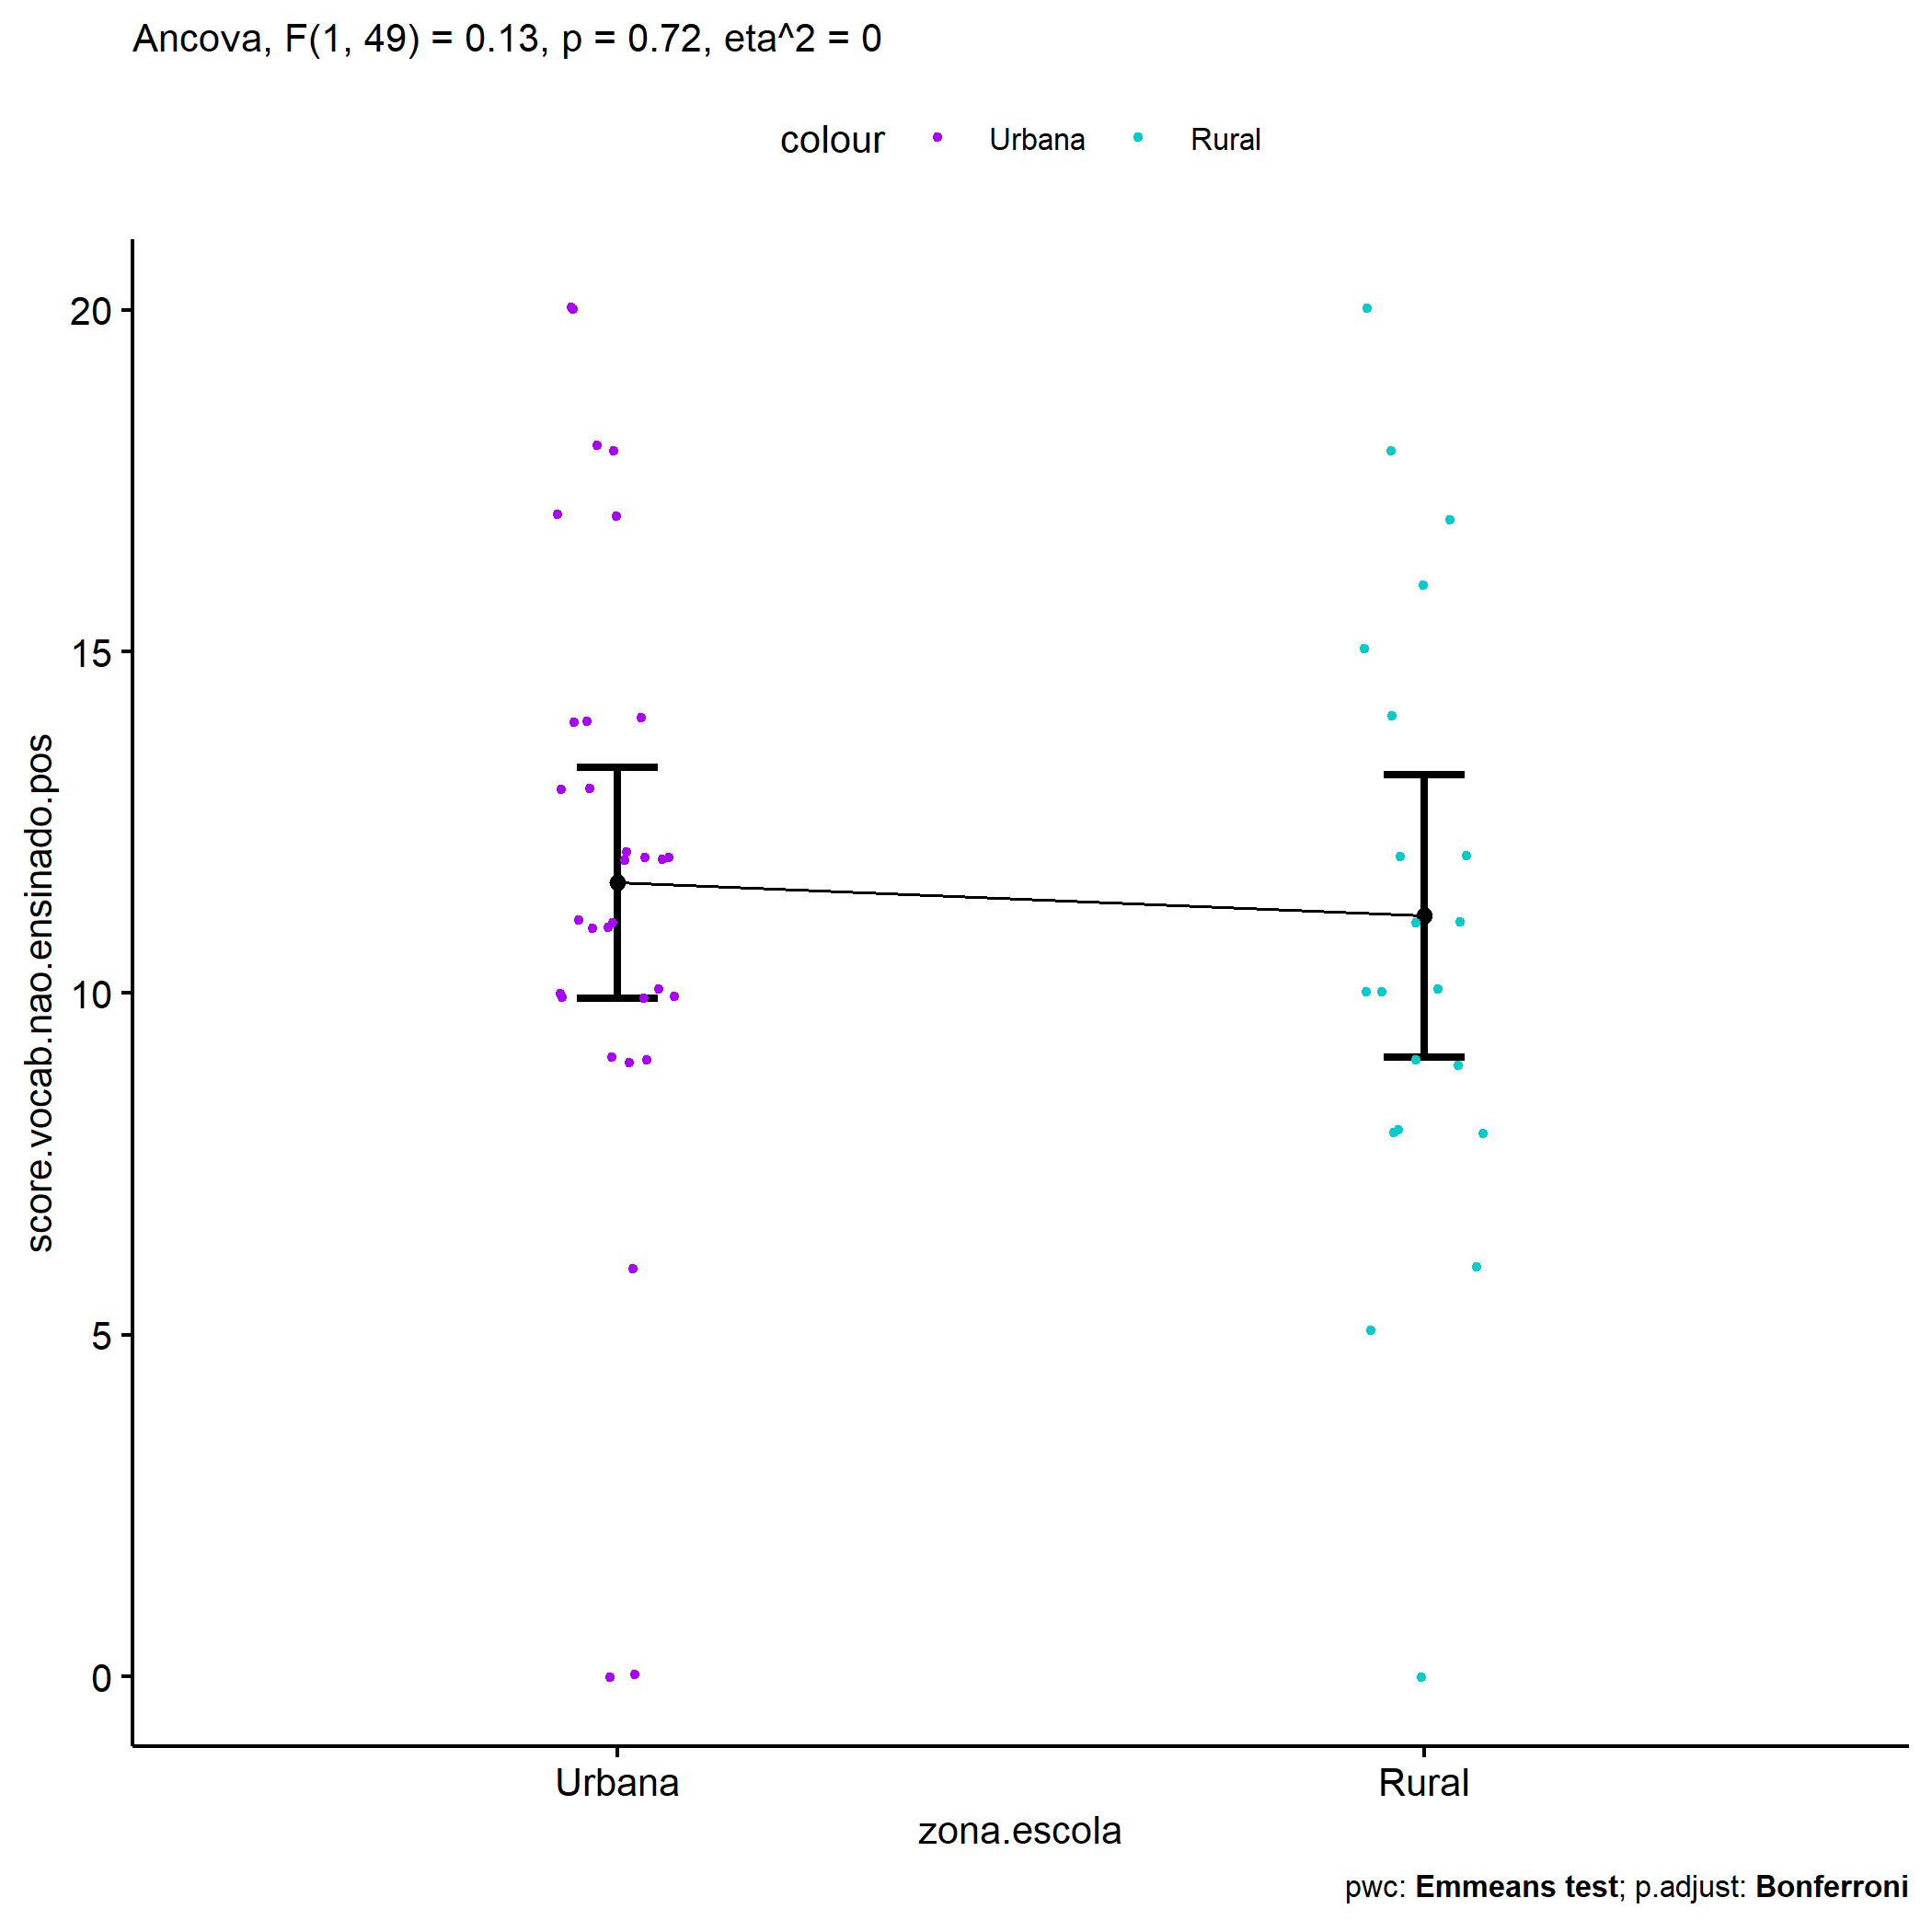 Ancova, F(1, 49) = 0.13, p = 0.72, eta^2 = 0
colour Urbana Rural
score.vocab.nao.ensinado.pos
20
15
10
5
0
Urbana Rural
zona.escola
pwc: Emmeans test; p.adjust: Bonferroni